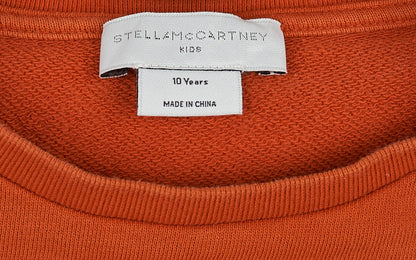 STELLAMcCARTNEY
KIDS
10 Years
MADE IN CHINA